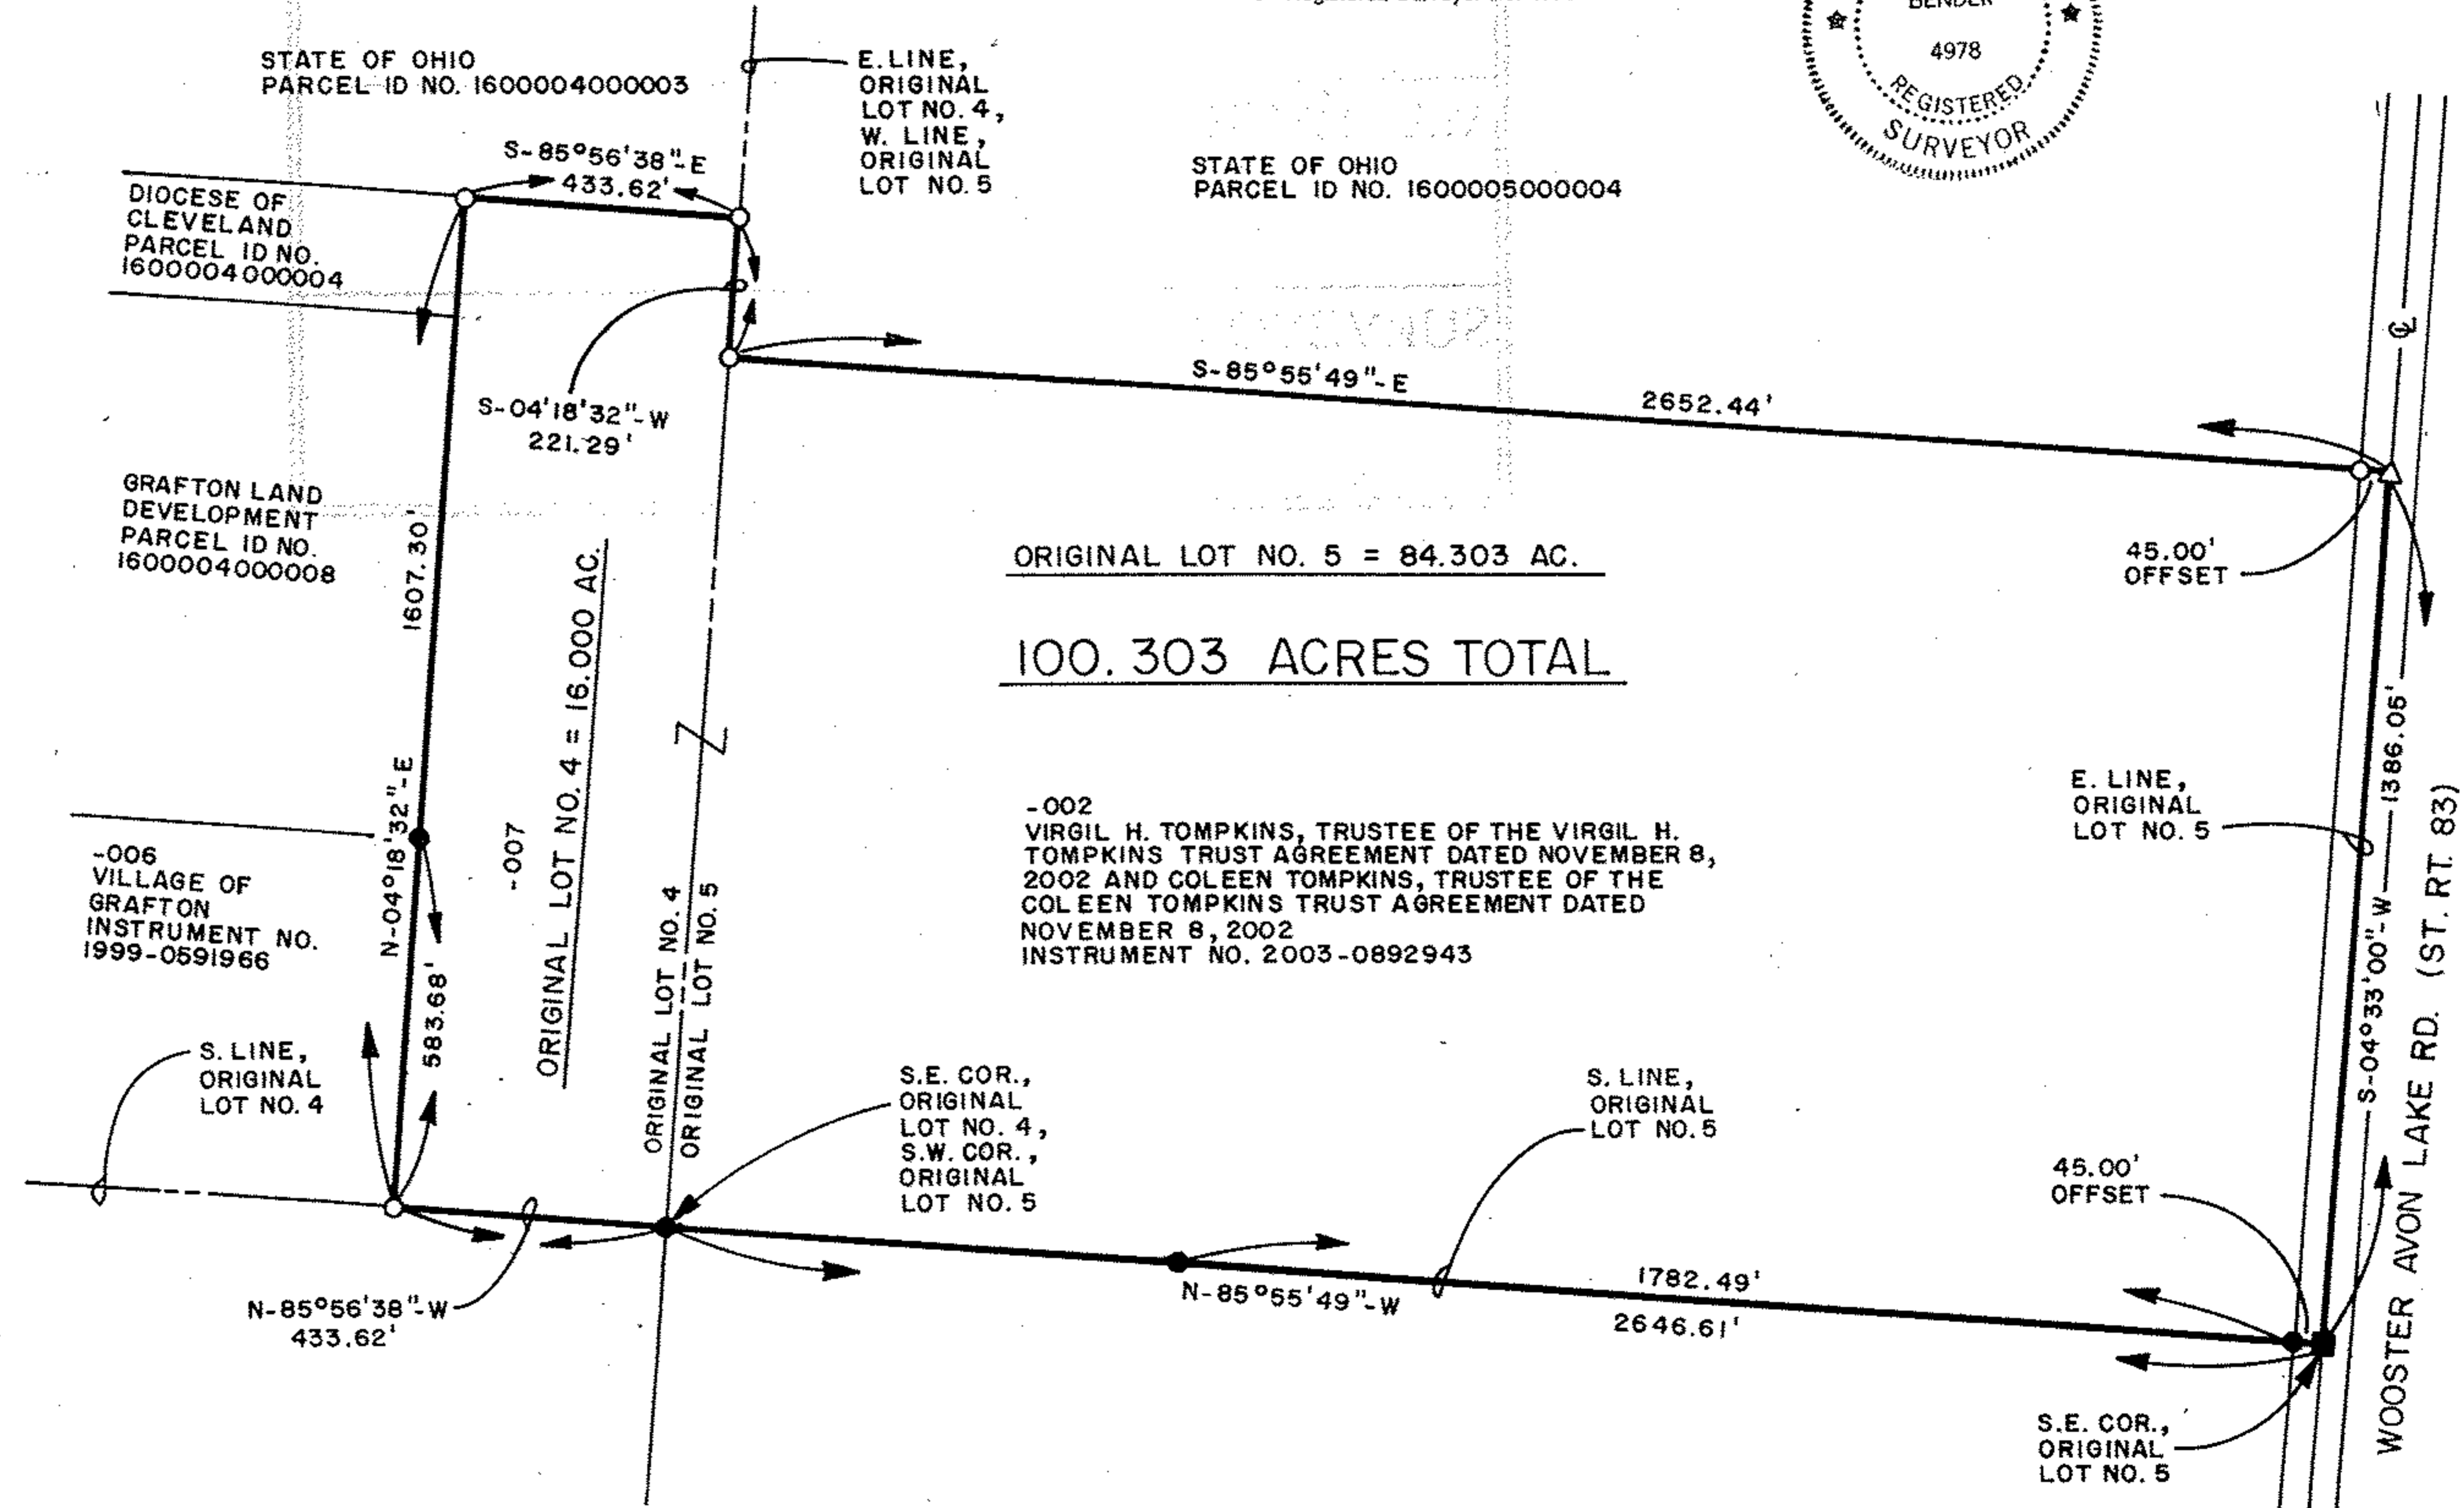 BENDER
4978
REGISTERED
SURVEYOR
STATE OF OHIO
PARCEL ID NO. 1600004000003
E. LINE,
ORIGINAL
LOT NO. 4,
W. LINE,
ORIGINAL
LOT NO. 5
STATE OF OHIO
PARCEL ID NO. 1600005000004
S-85°56'38"-E
433.62'
DIOCESE OF
CLEVELAND
PARCEL ID NO.
1600004000004
S-04'18'32"-W
221.29'
S-85°55'49"-E
2652.44'
45.00'
OFFSET
GRAFTON LAND
DEVELOPMENT
PARCEL ID NO.
1600004000008
1607.30'
N-04°18'32"-E
583.68'
-007
ORIGINAL LOT NO. 4 = 16.000 AC.
ORIGINAL LOT NO. 4
ORIGINAL LOT NO. 5
ORIGINAL LOT NO. 5 = 84.303 AC.
100.303 ACRES TOTAL
-002
VIRGIL H. TOMPKINS, TRUSTEE OF THE VIRGIL H.
TOMPKINS TRUST AGREEMENT DATED NOVEMBER 8,
2002 AND COLEEN TOMPKINS, TRUSTEE OF THE
COLEEN TOMPKINS TRUST AGREEMENT DATED
NOVEMBER 8, 2002
INSTRUMENT NO. 2003-0892943
E. LINE,
ORIGINAL
LOT NO. 5
S-04°33'00"-W 1386.05'
WOOSTER AVON LAKE RD. (ST. RT. 83)
-006
VILLAGE OF
GRAFTON
INSTRUMENT NO.
1999-0591966
S. LINE,
ORIGINAL
LOT NO. 4
S.E. COR.,
ORIGINAL
LOT NO. 4,
S.W. COR.,
ORIGINAL
LOT NO. 5
S. LINE,
ORIGINAL
LOT NO. 5
45.00'
OFFSET
N-85°56'38"-W
433.62'
N-85°55'49"-W
1782.49'
2646.61'
S.E. COR.,
ORIGINAL
LOT NO. 5